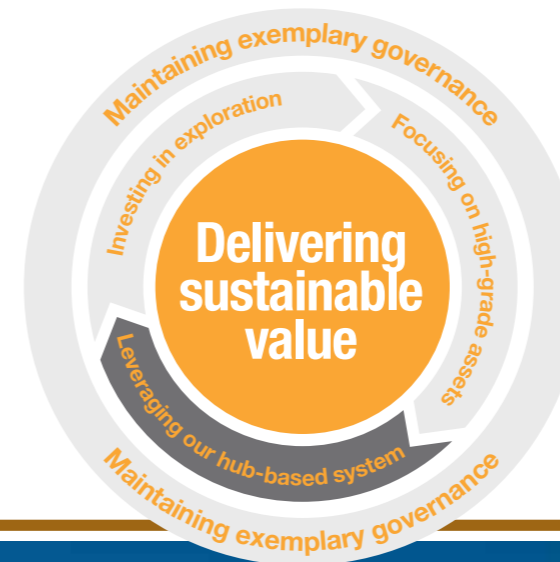 Maintaining exemplary governance
Investing in exploration
Focusing on high-grade assets
Delivering
sustainable
value
Leveraging our hub-based system
Maintaining exemplary governance